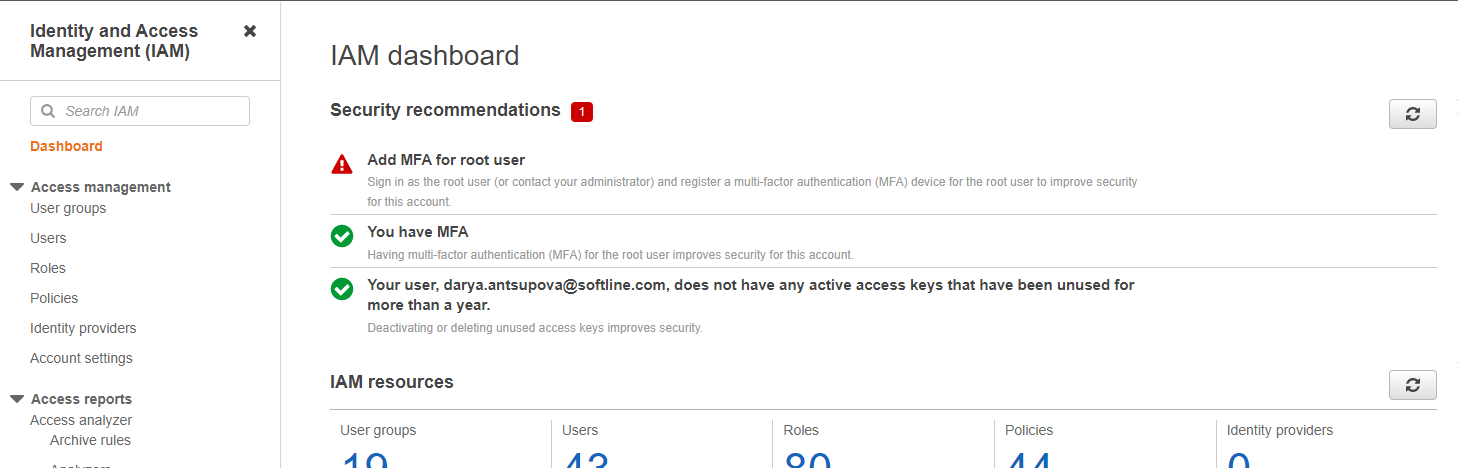 Identity and Access
Management (IAM)
Search IAM
Dashboard
Access management
User groups
Users
Roles
Policies
Identity providers
Account settings
Access reports
Access analyzer
Archive rules
Analyzers
IAM dashboard
Security recommendations 1
Add MFA for root user
Sign in as the root user (or contact your administrator) and register a multi-factor authentication (MFA) device for the root user to improve security
for this account.
You have MFA
Having multi-factor authentication (MFA) for the root user improves security for this account.
Your user, darya.antsupova@softline.com, does not have any active access keys that have been unused for
more than a year.
Deactivating or deleting unused access keys improves security.
IAM resources
User groups Users Roles Policies Identity providers
19 43 80 44 0